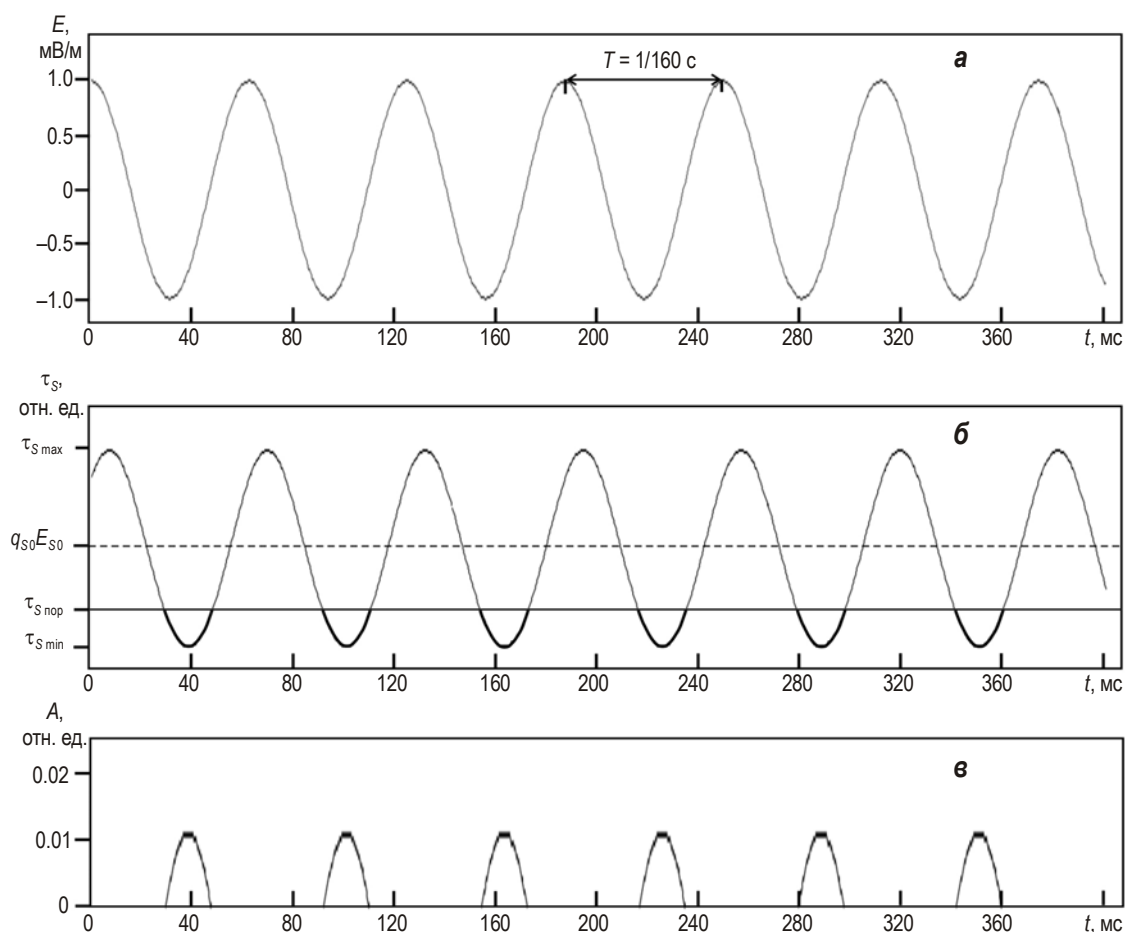 E,
мВ/м
а
T = 1/160 с
1.0
0.5
0
–0.5
–1.0
0 40 80 120 160 200 240 280 320 360 t, мс
τS,
отн. ед.
б
τS max
qS0ES0
τS пор
τS min
0 40 80 120 160 200 240 280 320 360 t, мс
A,
отн. ед.
в
0.02
0.01
0
0 40 80 120 160 200 240 280 320 360 t, мс